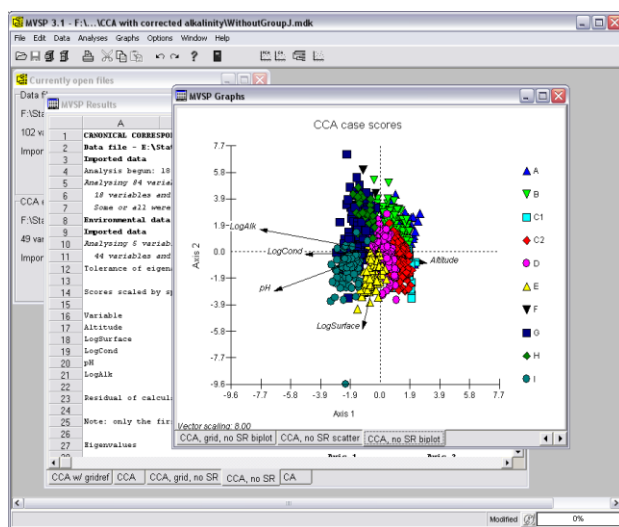 MVSP 3.1 - F:\...\CCA with corrected alkalinity\WithoutGroupJ.mdk
File Edit Data Analyses Graphs Options Window Help
Currently open files
Data fi
F:\Sta
102 va
Impor
CCA
F:\Sta
49 var
Impor
MVSP Results
A
1 CANONICAL CORRESPO
2 Data file - E:\Stat
3 Imported data
4 Analysis begun: 18
5 Analysing 84 varia
6 18 variables and
7 Some or all were
8 Environmental data
9 Imported data
10 Analysing 5 variab
11 44 variables and
12 Tolerance of eigena
13
14 Scores scaled by sp
15
16 Variable
17 Altitude
18 LogSurface
19 LogCond
20 pH
21 LogAlk
22
23 Residual of calcula
24
25 Note: only the firs
26
27 Eigenvalues
CCA w/ gridref CCA CCA, grid, no SR CCA, no SR CA
MVSP Graphs
CCA case scores
7.7
5.8
3.9
1.9
0.0
-1.9
-3.9
-5.8
-7.7
-9.6
Axis 2
-9.6 -7.7 -5.8 -3.9 -1.9 0.0 1.9 3.9 5.8 7.7
Axis 1
LogAlk
LogCond
pH
LogSurface
Altitude
A
B
C1
C2
D
E
F
G
H
I
Vector scaling: 8.00
CCA, grid, no SR biplot CCA, no SR scatter CCA, no SR biplot
Modified 0%